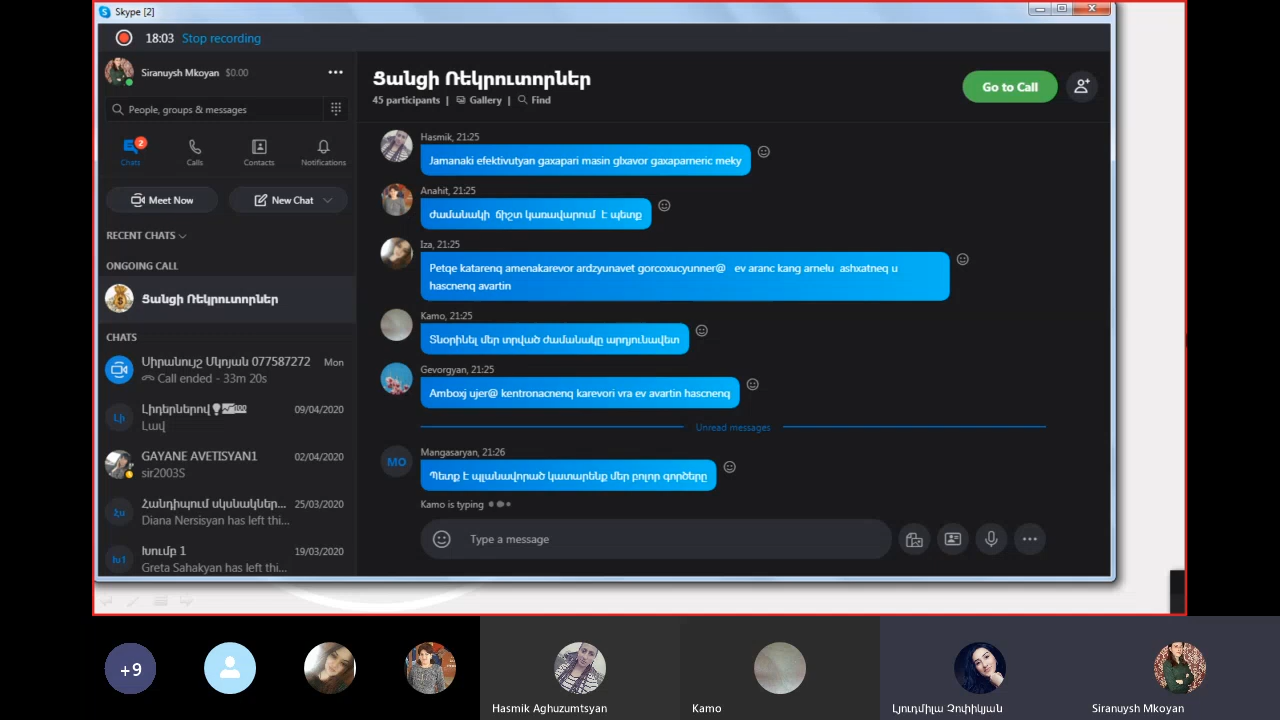 Skype [2]
18:03 Stop recording
Siranuysh Mkoyan $0.00
People, groups & messages
2
Chats Calls Contacts Notifications
Meet Now New Chat
RECENT CHATS
ONGOING CALL
Ցանցի Ռեկրուտորներ
CHATS
Սիրանույշ Մկոյան 077587272 Mon
Call ended - 33m 20s
Լի
Լիդերներով 09/04/2020
Լավ
GAYANE AVETISYAN1 02/04/2020
sir2003S
Հս
Հանդիպում սկսնակներ... 25/03/2020
Diana Nersisyan has left thi...
Խ1
Խումբ 1 19/03/2020
Greta Sahakyan has left thi...
Ցանցի Ռեկրուտորներ
45 participants | Gallery | Find
Go to Call
Hasmik, 21:25
Jamanaki efektivutyan gaxapari masin glxavor gaxaparneric meky
Anahit, 21:25
ժամանակի ճիշտ կառավարում է պետք
Iza, 21:25
Petqe katarenq amenakarevor ardzyunavet gorcoxucyunner@ ev aranc kang arnelu ashxatneq u
hascnenq avartin
Kamo, 21:25
Տնօրինել մեր տրված ժամանակը արդյունավետ
Gevorgyan, 21:25
Amboxj ujer@ kentronacnenq karevori vra ev avartin hascnenq
Unread messages
MO
Mangasaryan, 21:26
Պետք է պլանավորած կատարենք մեր բոլոր գործերը
Kamo is typing
Type a message
+9
Hasmik Aghuzumtsyan
Kamo
Լյուդմիլա Չոփիկյան
Siranuysh Mkoyan